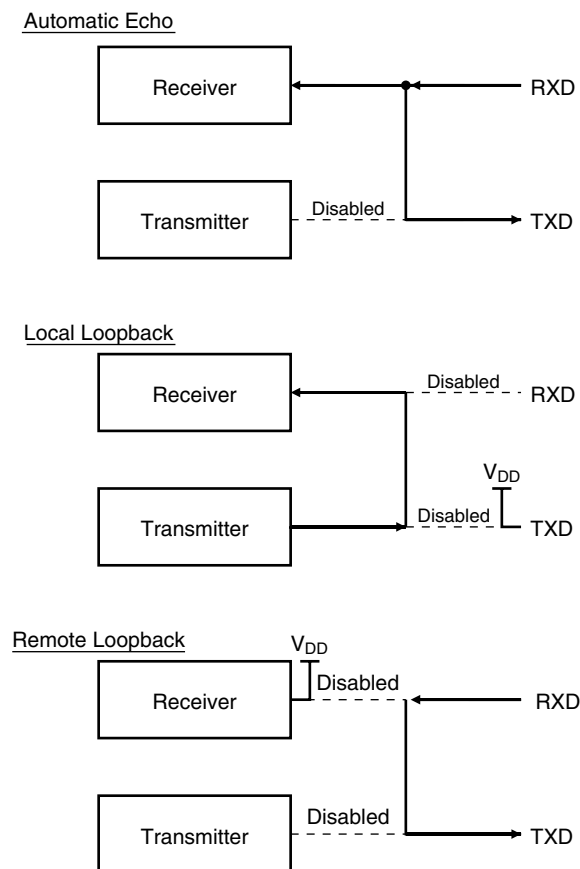 Automatic Echo
Receiver
RXD
Transmitter
Disabled
TXD
Local Loopback
Receiver
Disabled
RXD
VDD
Transmitter
Disabled
TXD
Remote Loopback
VDD
Receiver
Disabled
RXD
Transmitter
Disabled
TXD